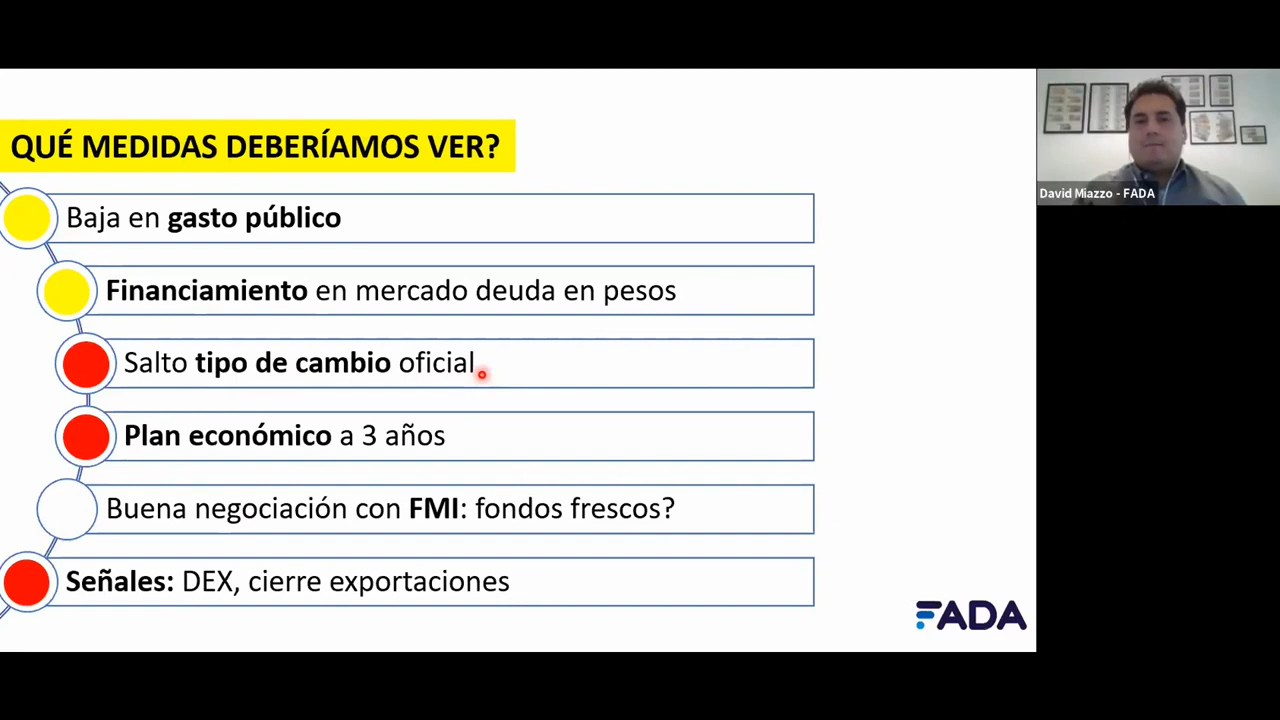 QUÉ MEDIDAS DEBERÍAMOS VER?
Baja en gasto público
Financiamiento en mercado deuda en pesos
Salto tipo de cambio oficial
Plan económico a 3 años
Buena negociación con FMI: fondos frescos?
Señales: DEX, cierre exportaciones
FADA
David Miazzo - FADA